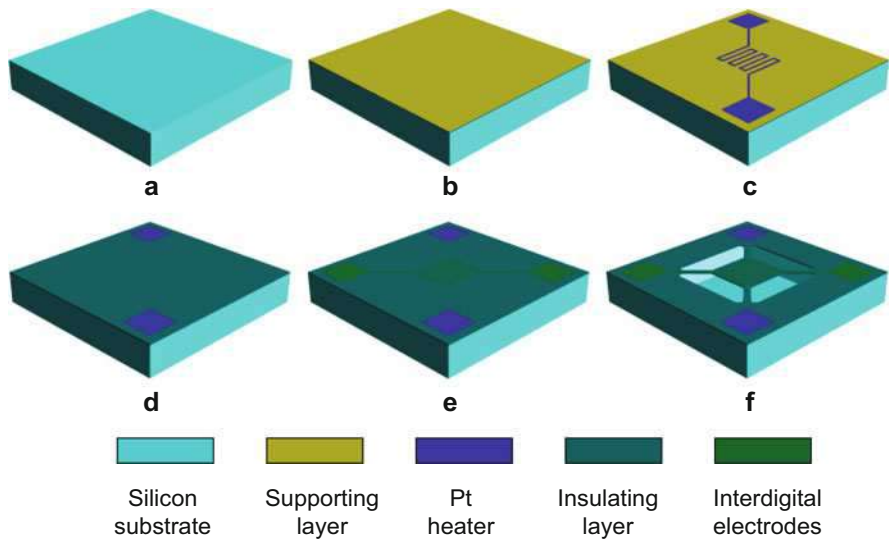 a
b
c
d
e
f
Silicon
substrate
Supporting
layer
Pt
heater
Insulating
layer
Interdigital
electrodes